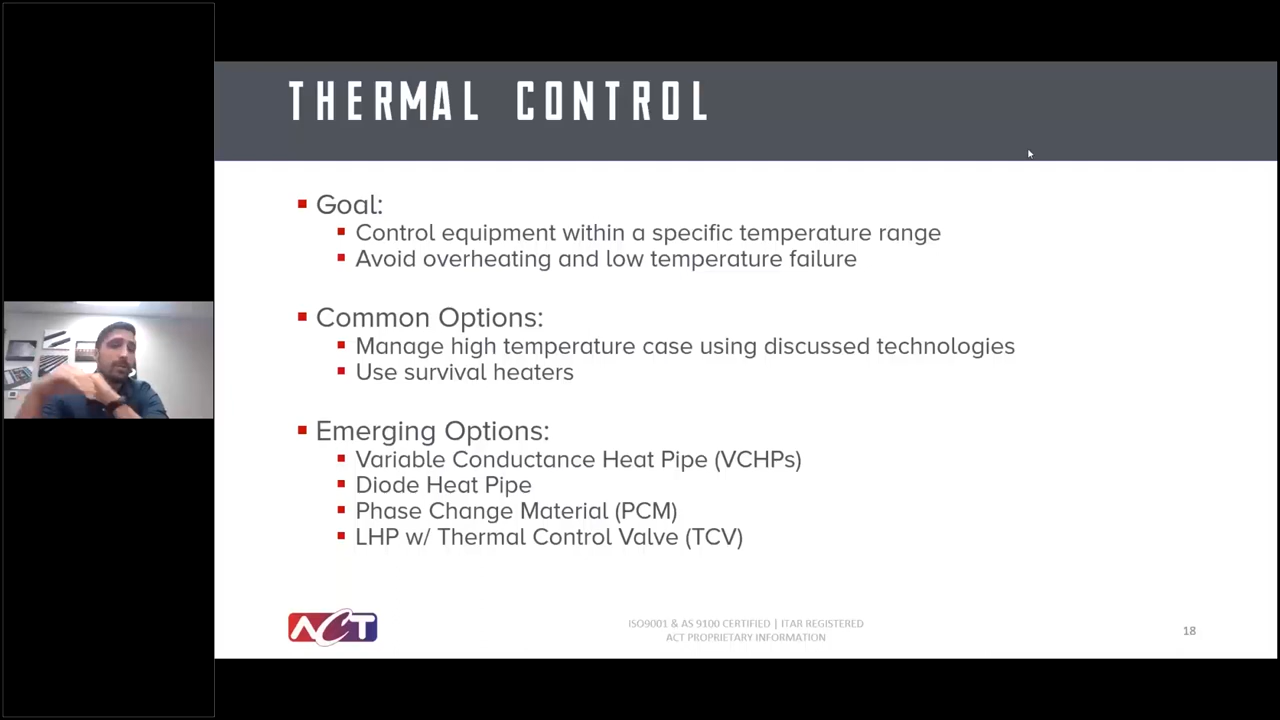 THERMAL CONTROL
Goal:
Control equipment within a specific temperature range
Avoid overheating and low temperature failure
Common Options:
Manage high temperature case using discussed technologies
Use survival heaters
Emerging Options:
Variable Conductance Heat Pipe (VCHPs)
Diode Heat Pipe
Phase Change Material (PCM)
LHP w/ Thermal Control Valve (TCV)
ACT
ISO9001 & AS 9100 CERTIFIED | ITAR REGISTERED
ACT PROPRIETARY INFORMATION
18